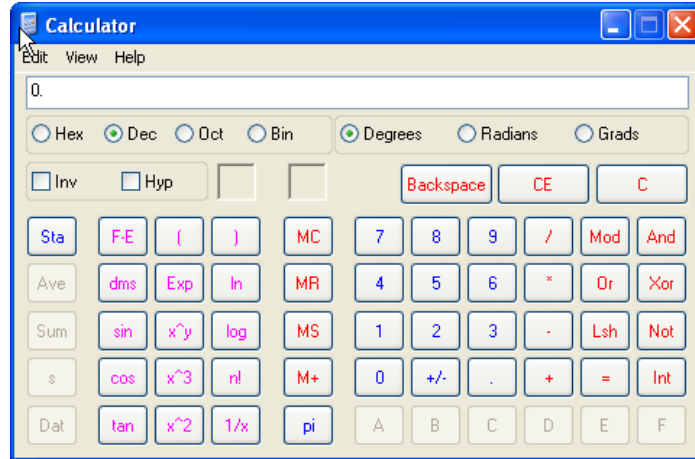 Calculator
Edit View Help
0.
Hex Dec Oct Bin Degrees Radians Grads
Inv Hyp Backspace CE C
Sta F-E ( ) MC 7 8 9 / Mod And
Ave dms Exp ln MR 4 5 6 * Or Xor
Sum sin x^y log MS 1 2 3 - Lsh Not
s cos x^3 n! M+ 0 +/- . + = Int
Dat tan x^2 1/x pi A B C D E F